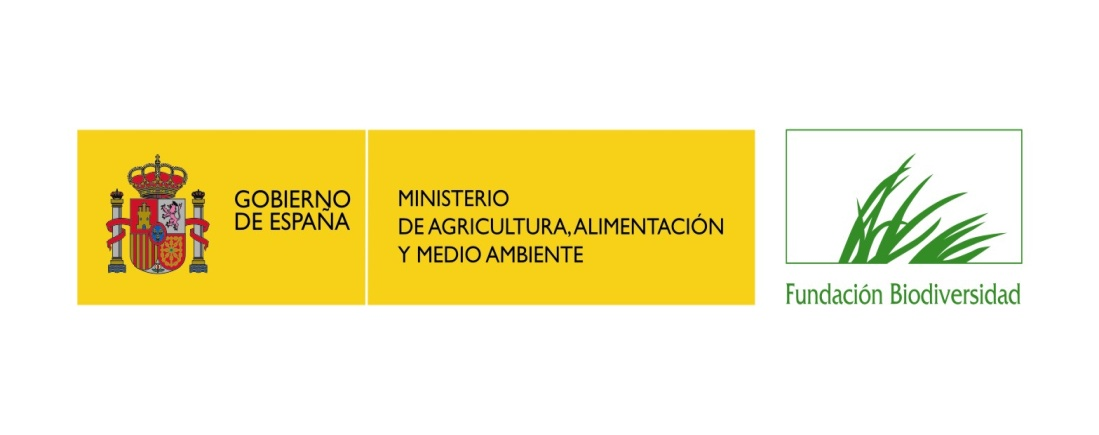 GOBIERNO
DE ESPAÑA
MINISTERIO
DE AGRICULTURA, ALIMENTACIÓN
Y MEDIO AMBIENTE
Fundación Biodiversidad